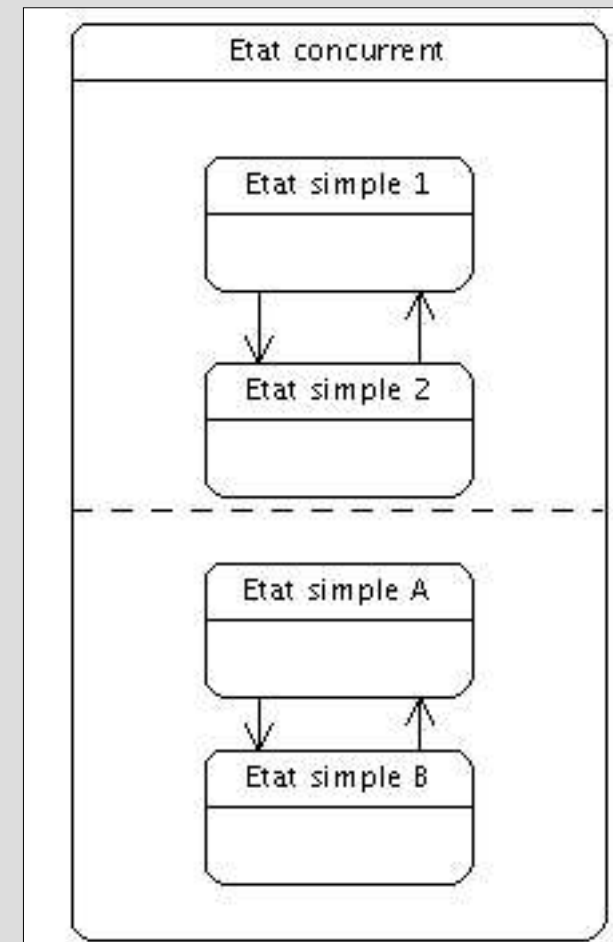 Etat concurrent
Etat simple 1
Etat simple 2
Etat simple A
Etat simple B